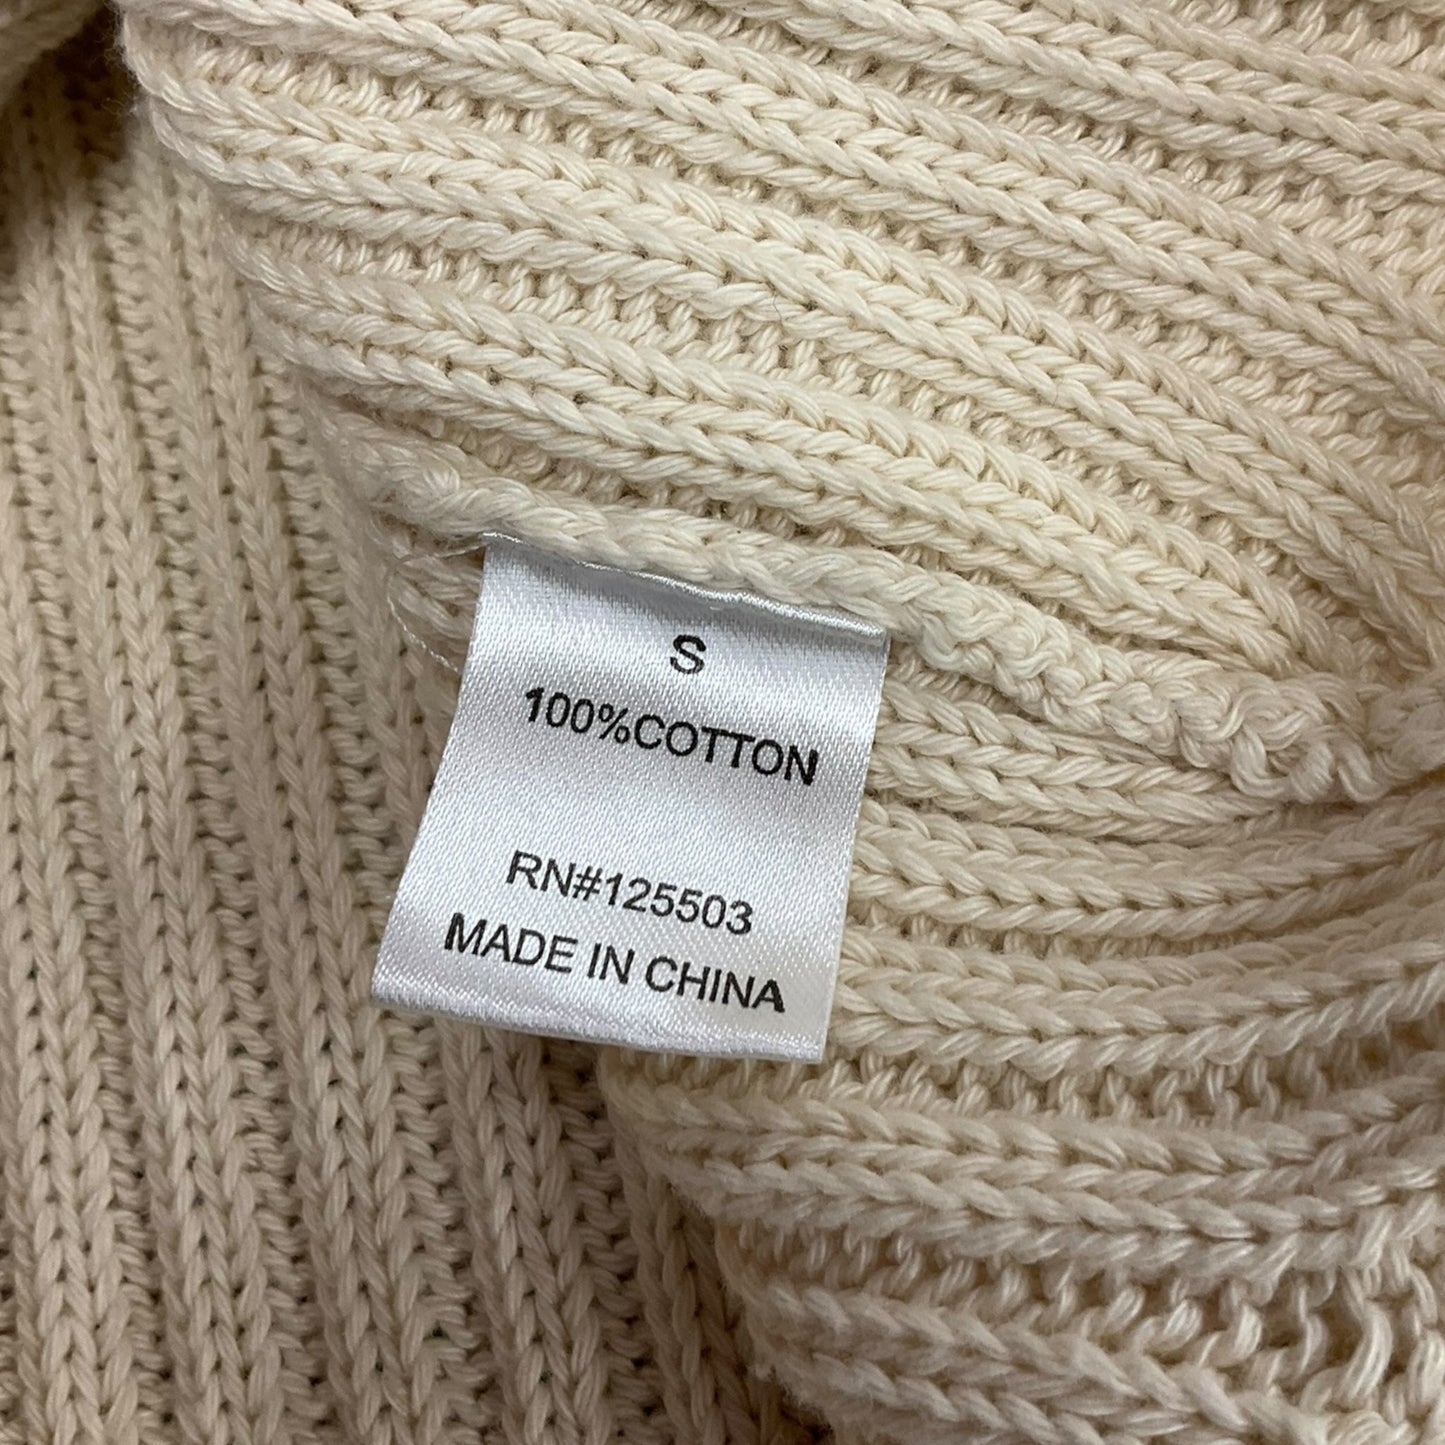 S
100%COTTON
RN#125503
MADE IN CHINA